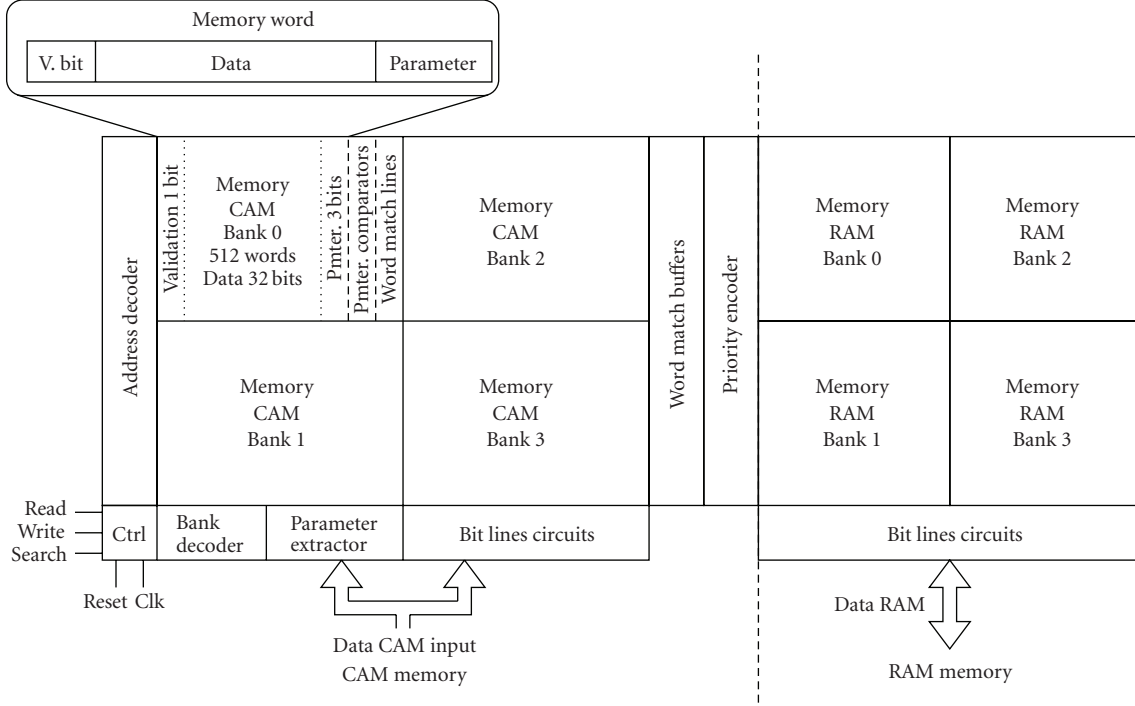 Memory word
V. bit
Data
Parameter
Address decoder
Validation 1 bit
Memory
CAM
Bank 0
512 words
Data 32 bits
Pmter. 3 bits
Pmter. comparators
Word match lines
Memory
CAM
Bank 2
Word match buffers
Priority encoder
Memory
RAM
Bank 0
Memory
RAM
Bank 2
Memory
CAM
Bank 1
Memory
CAM
Bank 3
Memory
RAM
Bank 1
Memory
RAM
Bank 3
Read
Write
Search
Ctrl
Bank
decoder
Parameter
extractor
Bit lines circuits
Bit lines circuits
Reset Clk
Data CAM input
CAM memory
Data RAM
RAM memory